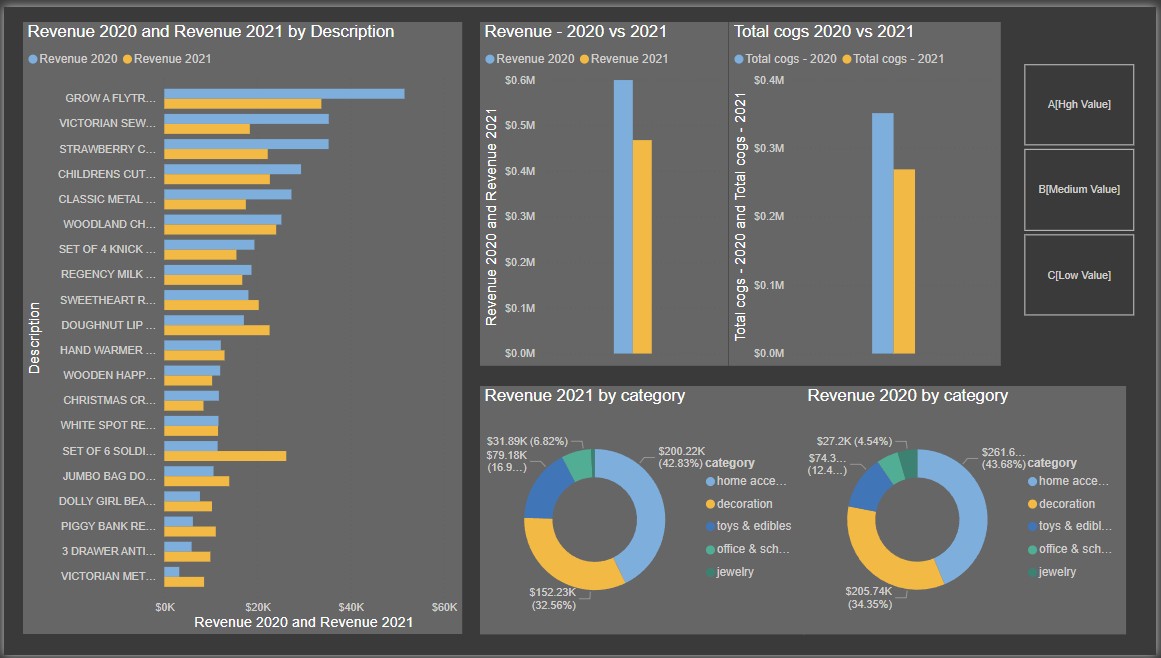 Revenue 2020 and Revenue 2021 by Description
Revenue 2020 Revenue 2021
GROW A FLYTR...
VICTORIAN SEW...
STRAWBERRY C...
CHILDRENS CUT...
CLASSIC METAL ...
WOODLAND CH...
SET OF 4 KNICK ...
REGENCY MILK ...
SWEETHEART R...
DOUGHNUT LIP ...
HAND WARMER ...
WOODEN HAPP...
CHRISTMAS CR...
WHITE SPOT RE...
SET OF 6 SOLDI...
JUMBO BAG DO...
DOLLY GIRL BEA...
PIGGY BANK RE...
3 DRAWER ANTI...
VICTORIAN MET...
Description
$0K $20K $40K $60K
Revenue 2020 and Revenue 2021
Revenue - 2020 vs 2021
Revenue 2020 Revenue 2021
$0.6M
$0.5M
$0.4M
$0.3M
$0.2M
$0.1M
$0.0M
Revenue 2020 and Revenue 2021
Total cogs 2020 vs 2021
Total cogs - 2020 Total cogs - 2021
$0.4M
$0.3M
$0.2M
$0.1M
$0.0M
Total cogs - 2020 and Total cogs - 2021
A[Hgh Value]
B[Medium Value]
C[Low Value]
Revenue 2021 by category
$31.89K (6.82%)
$79.18K
(16.9...)
$200.22K
(42.83%)
$152.23K
(32.56%)
category
home acce...
decoration
toys & edibles
office & sch...
jewelry
Revenue 2020 by category
$27.2K (4.54%)
$74.3...
(12.4...)
$261.6...
(43.68%)
$205.74K
(34.35%)
category
home acce...
decoration
toys & edibl...
office & sch...
jewelry